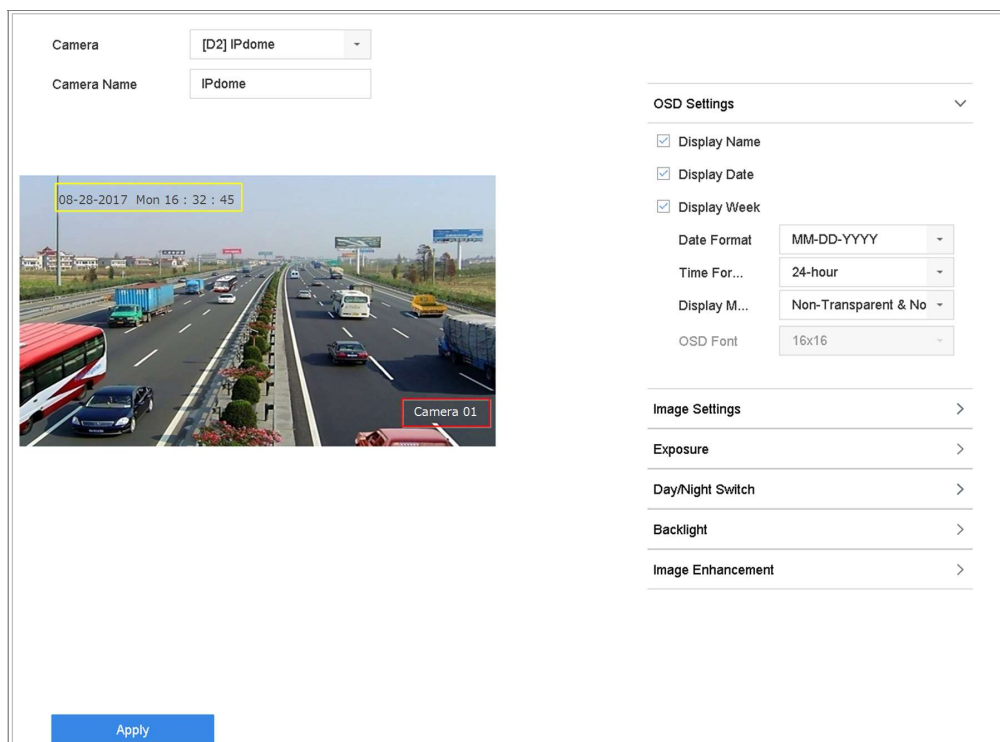 Camera
[D2] IPdome
Camera Name
IPdome
08-28-2017 Mon 16 : 32 : 45
Camera 01
OSD Settings
Display Name
Display Date
Display Week
Date Format
MM-DD-YYYY
Time For...
24-hour
Display M...
Non-Transparent & No
OSD Font
16x16
Image Settings
Exposure
Day/Night Switch
Backlight
Image Enhancement
Apply